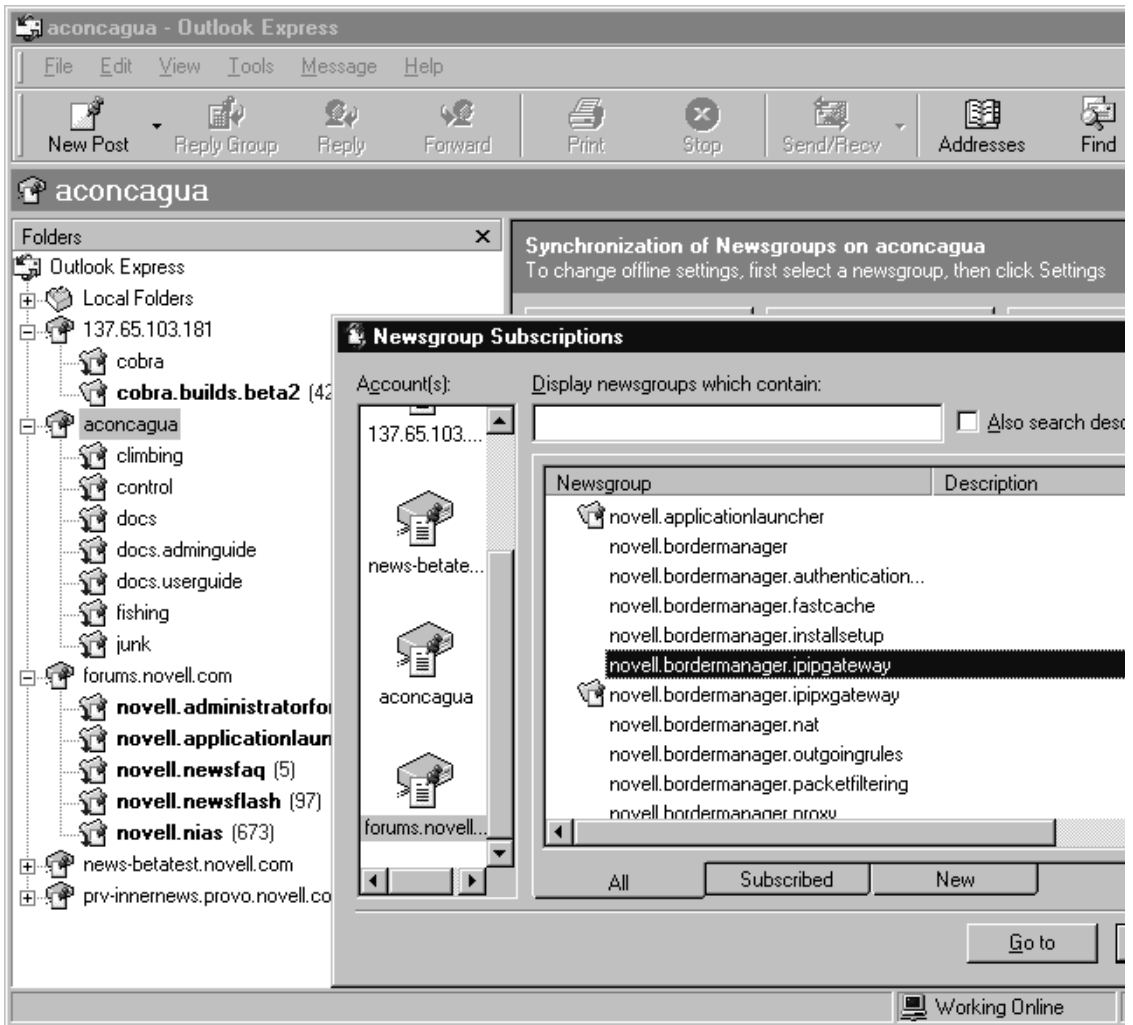 aconcagua - Outlook Express
File Edit View Tools Message Help
New Post Reply Group Reply Forward Print Stop Send/Recv Addresses Find
aconcagua
Folders
Outlook Express
Local Folders
137.65.103.181
cobra
cobra.builds.beta2 (42
aconcagua
climbing
control
docs
docs.adminguide
docs.userguide
fishing
junk
forums.novell.com
novell.administratorfor
novell.applicationlaun
novell.newsfaq (5)
novell.newsflash (97)
novell.nias (673)
news-betatest.novell.com
prv-innernews.provo.novell.co
Synchronization of Newsgroups on aconcagua
To change offline settings, first select a newsgroup, then click Settings
Newsgroup Subscriptions
Account(s):
137.65.103....
news-betate...
aconcagua
forums.novell...
Display newsgroups which contain:
Also search desc
Newsgroup Description
novell.applicationlauncher
novell.bordermanager
novell.bordermanager.authentication...
novell.bordermanager.fastcache
novell.bordermanager.installsetup
novell.bordermanager.ipipgateway
novell.bordermanager.ipipxgateway
novell.bordermanager.nat
novell.bordermanager.outgoingrules
novell.bordermanager.packetfiltering
novell.bordermanager.proxy
All Subscribed New
Go to
Working Online